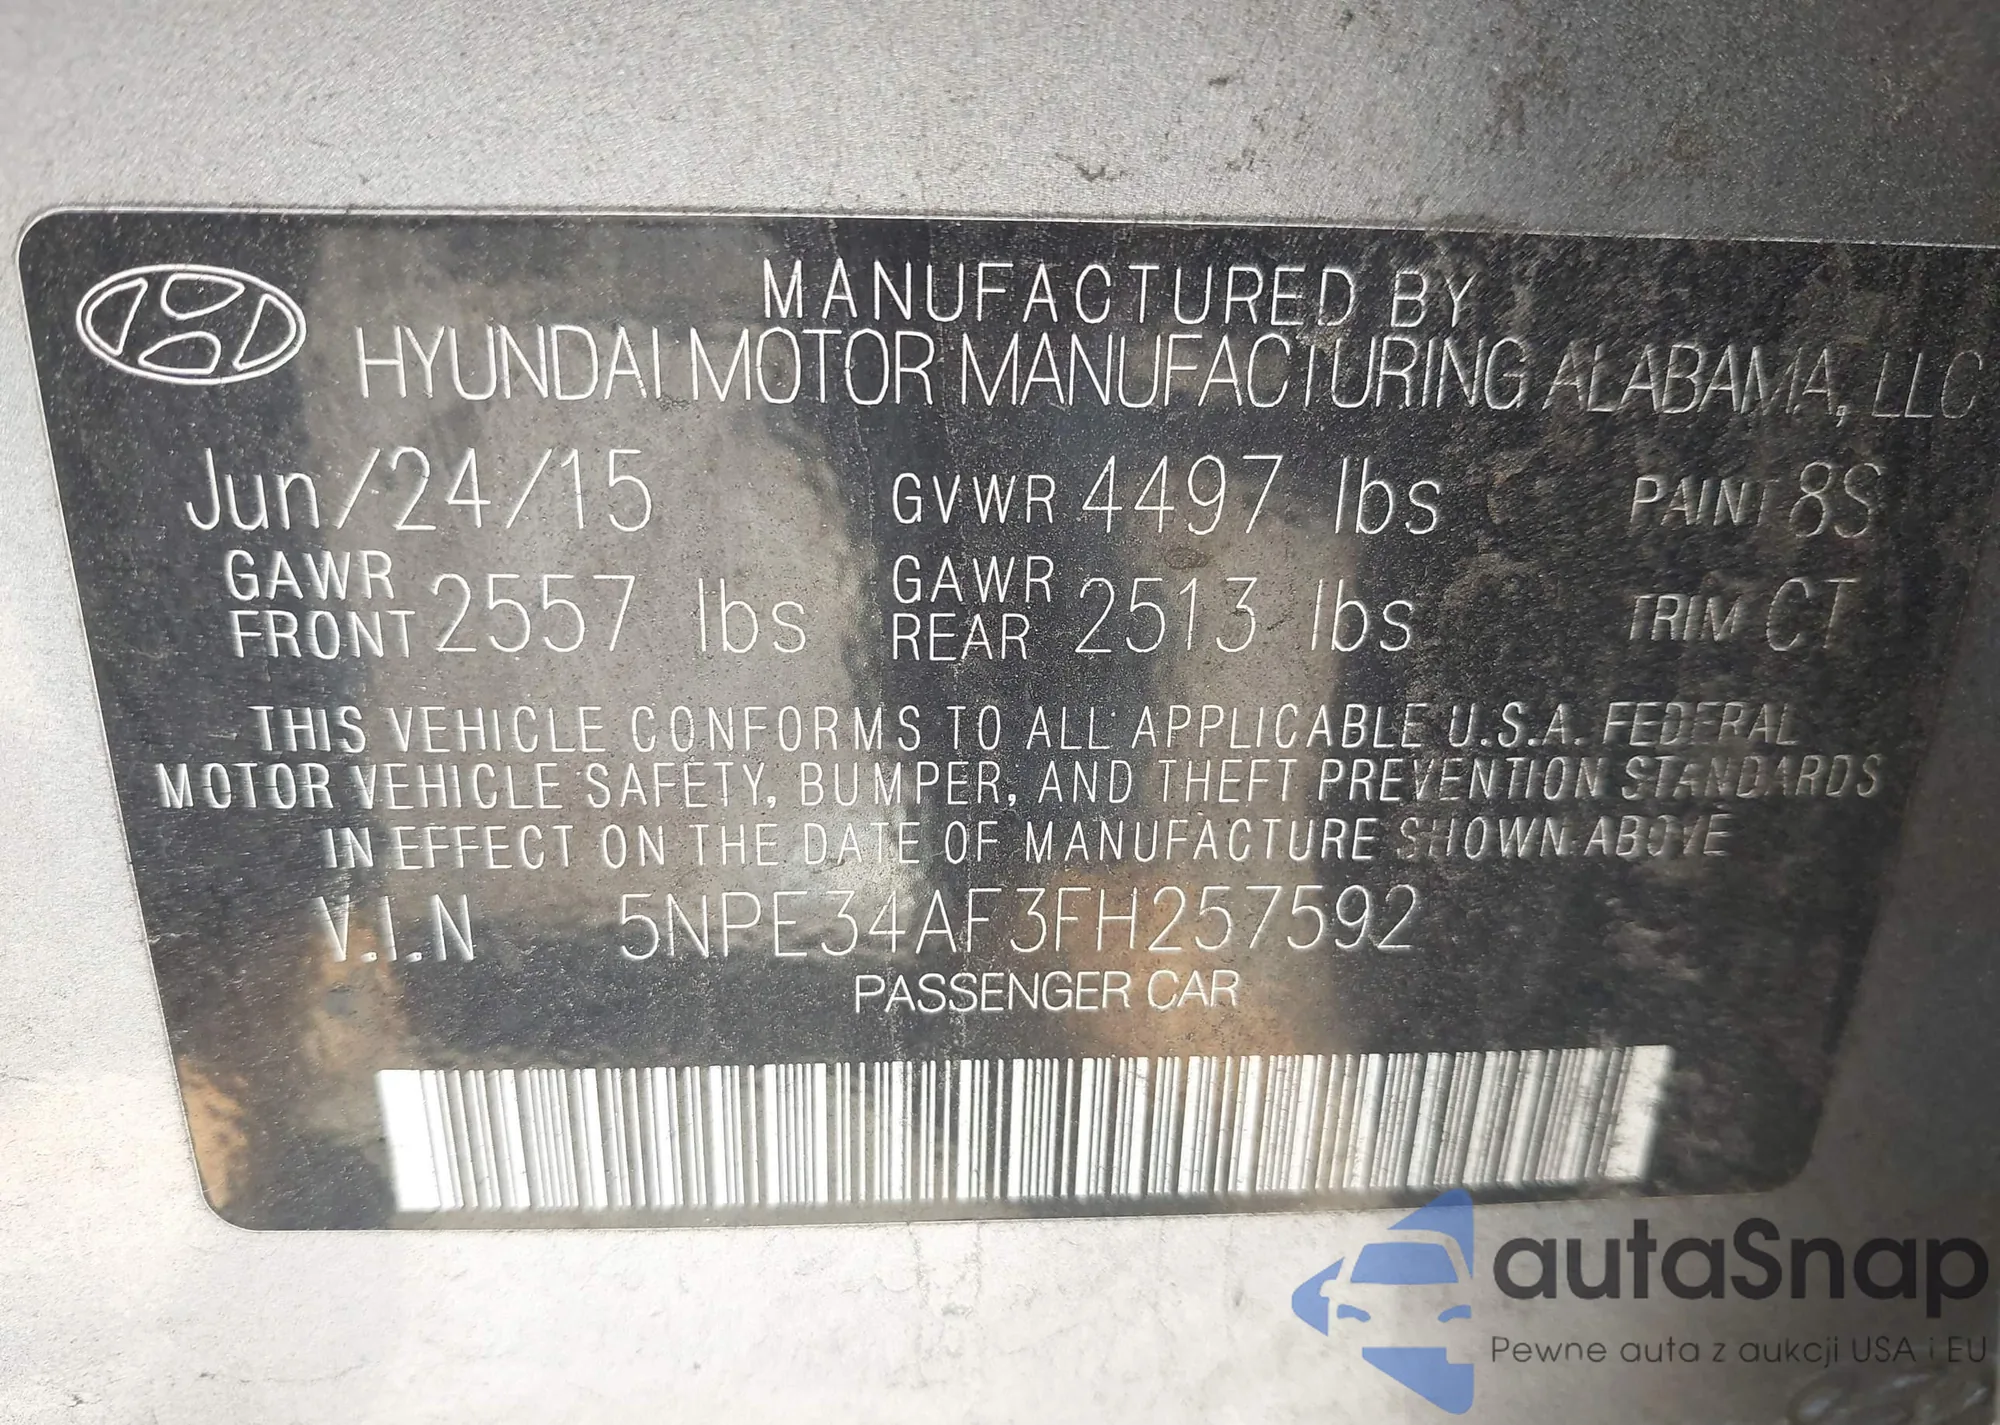 MANUFACTURED BY
HYUNDAI MOTOR MANUFACTURING ALABAMA, LLC
Jun/24/15 GVWR 4497 lbs PAINT 8S
GAWR FRONT 2557 lbs GAWR REAR 2513 lbs TRIM CT
THIS VEHICLE CONFORMS TO ALL APPLICABLE U.S.A. FEDERAL
MOTOR VEHICLE SAFETY, BUMPER, AND THEFT PREVENTION STANDARDS
IN EFFECT ON THE DATE OF MANUFACTURE SHOWN ABOVE
V.I.N 5NPE34AF3FH257592
PASSENGER CAR
autaSnap
Pewne auta z aukcji USA i EU